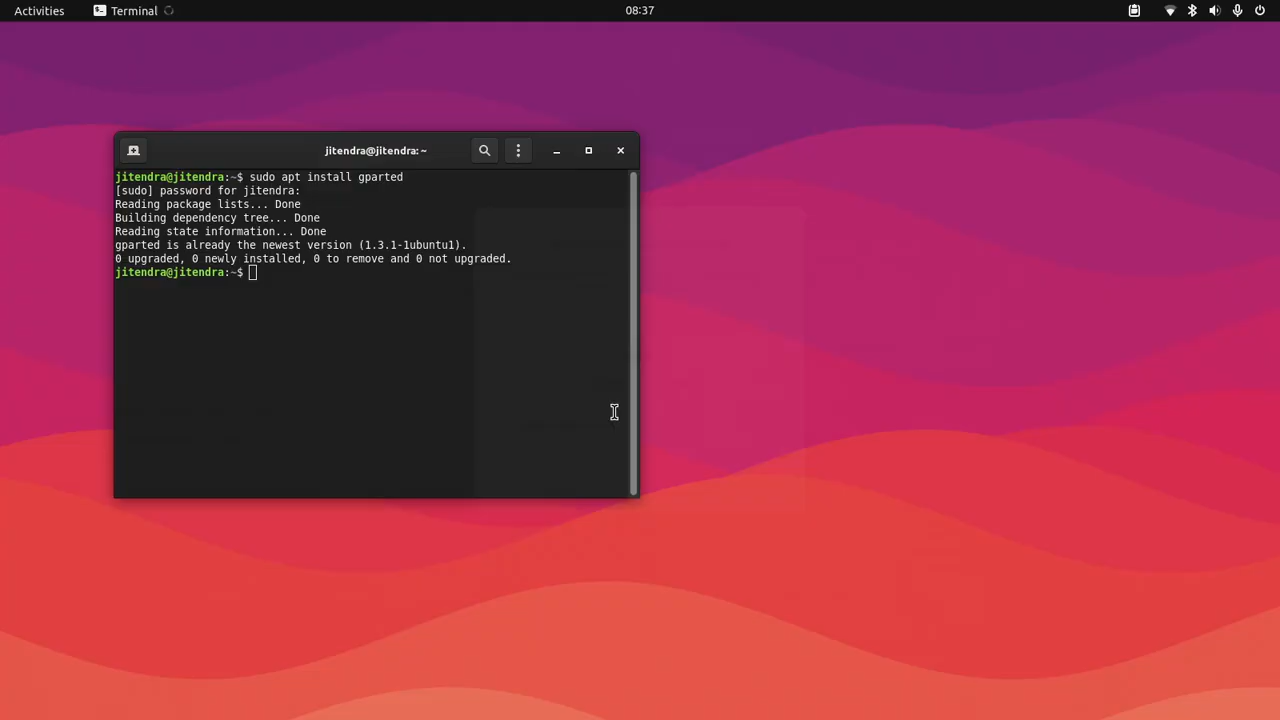 Activities Terminal 08:37
jitendra@jitendra:~
jitendra@jitendra:~$ sudo apt install gparted
[sudo] password for jitendra:
Reading package lists... Done
Building dependency tree... Done
Reading state information... Done
gparted is already the newest version (1.3.1-1ubuntu1).
0 upgraded, 0 newly installed, 0 to remove and 0 not upgraded.
jitendra@jitendra:~$